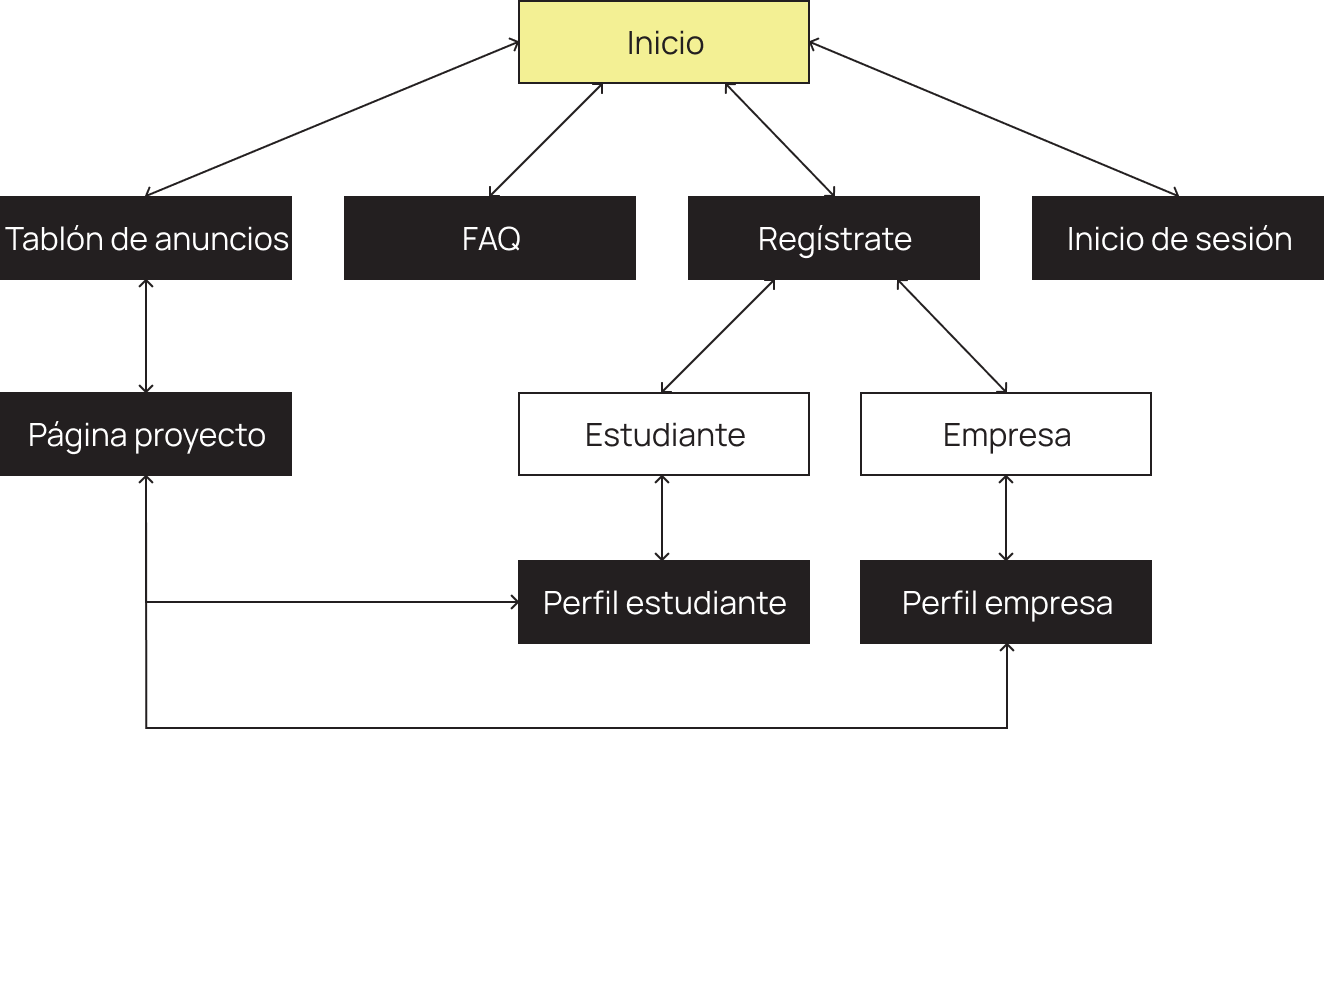 Inicio
Tablón de anuncios
FAQ
Regístrate
Inicio de sesión
Página proyecto
Estudiante
Empresa
Perfil estudiante
Perfil empresa